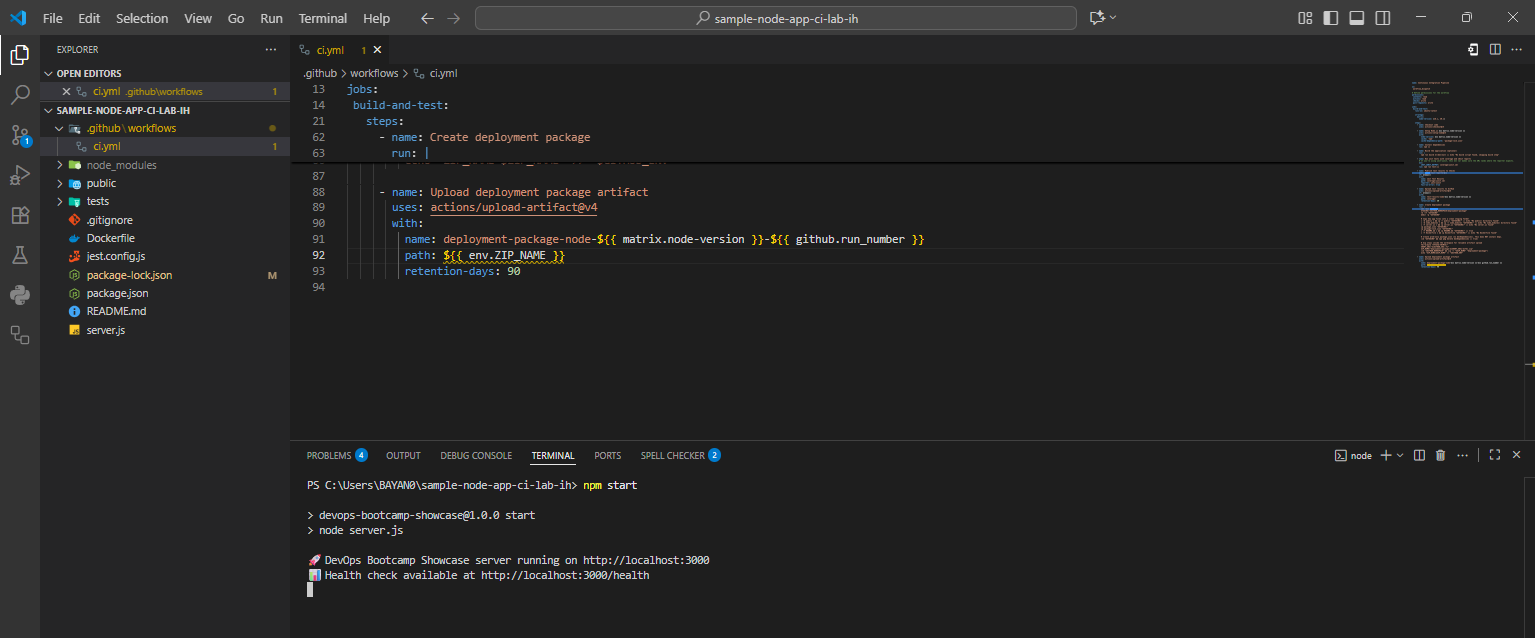 File Edit Selection View Go Run Terminal Help
sample-node-app-ci-lab-ih
EXPLORER
OPEN EDITORS
ci.yml .github\workflows 1
SAMPLE-NODE-APP-CI-LAB-IH
.github\workflows
ci.yml 1
node_modules
public
tests
.gitignore
Dockerfile
jest.config.js
package-lock.json M
package.json
README.md
server.js
1
ci.yml 1
.github > workflows > ci.yml
13 jobs:
14 build-and-test:
21 steps:
62 - name: Create deployment package
63 run: |
87
88 - name: Upload deployment package artifact
89 uses: actions/upload-artifact@v4
90 with:
91 name: deployment-package-node-${{ matrix.node-version }}-${{ github.run_number }}
92 path: ${{ env.ZIP_NAME }}
93 retention-days: 90
94
PROBLEMS 4 OUTPUT DEBUG CONSOLE TERMINAL PORTS SPELL CHECKER 2
node
PS C:\Users\BAYAN0\sample-node-app-ci-lab-ih> npm start
> devops-bootcamp-showcase@1.0.0 start
> node server.js
🚀 DevOps Bootcamp Showcase server running on http://localhost:3000
📊 Health check available at http://localhost:3000/health